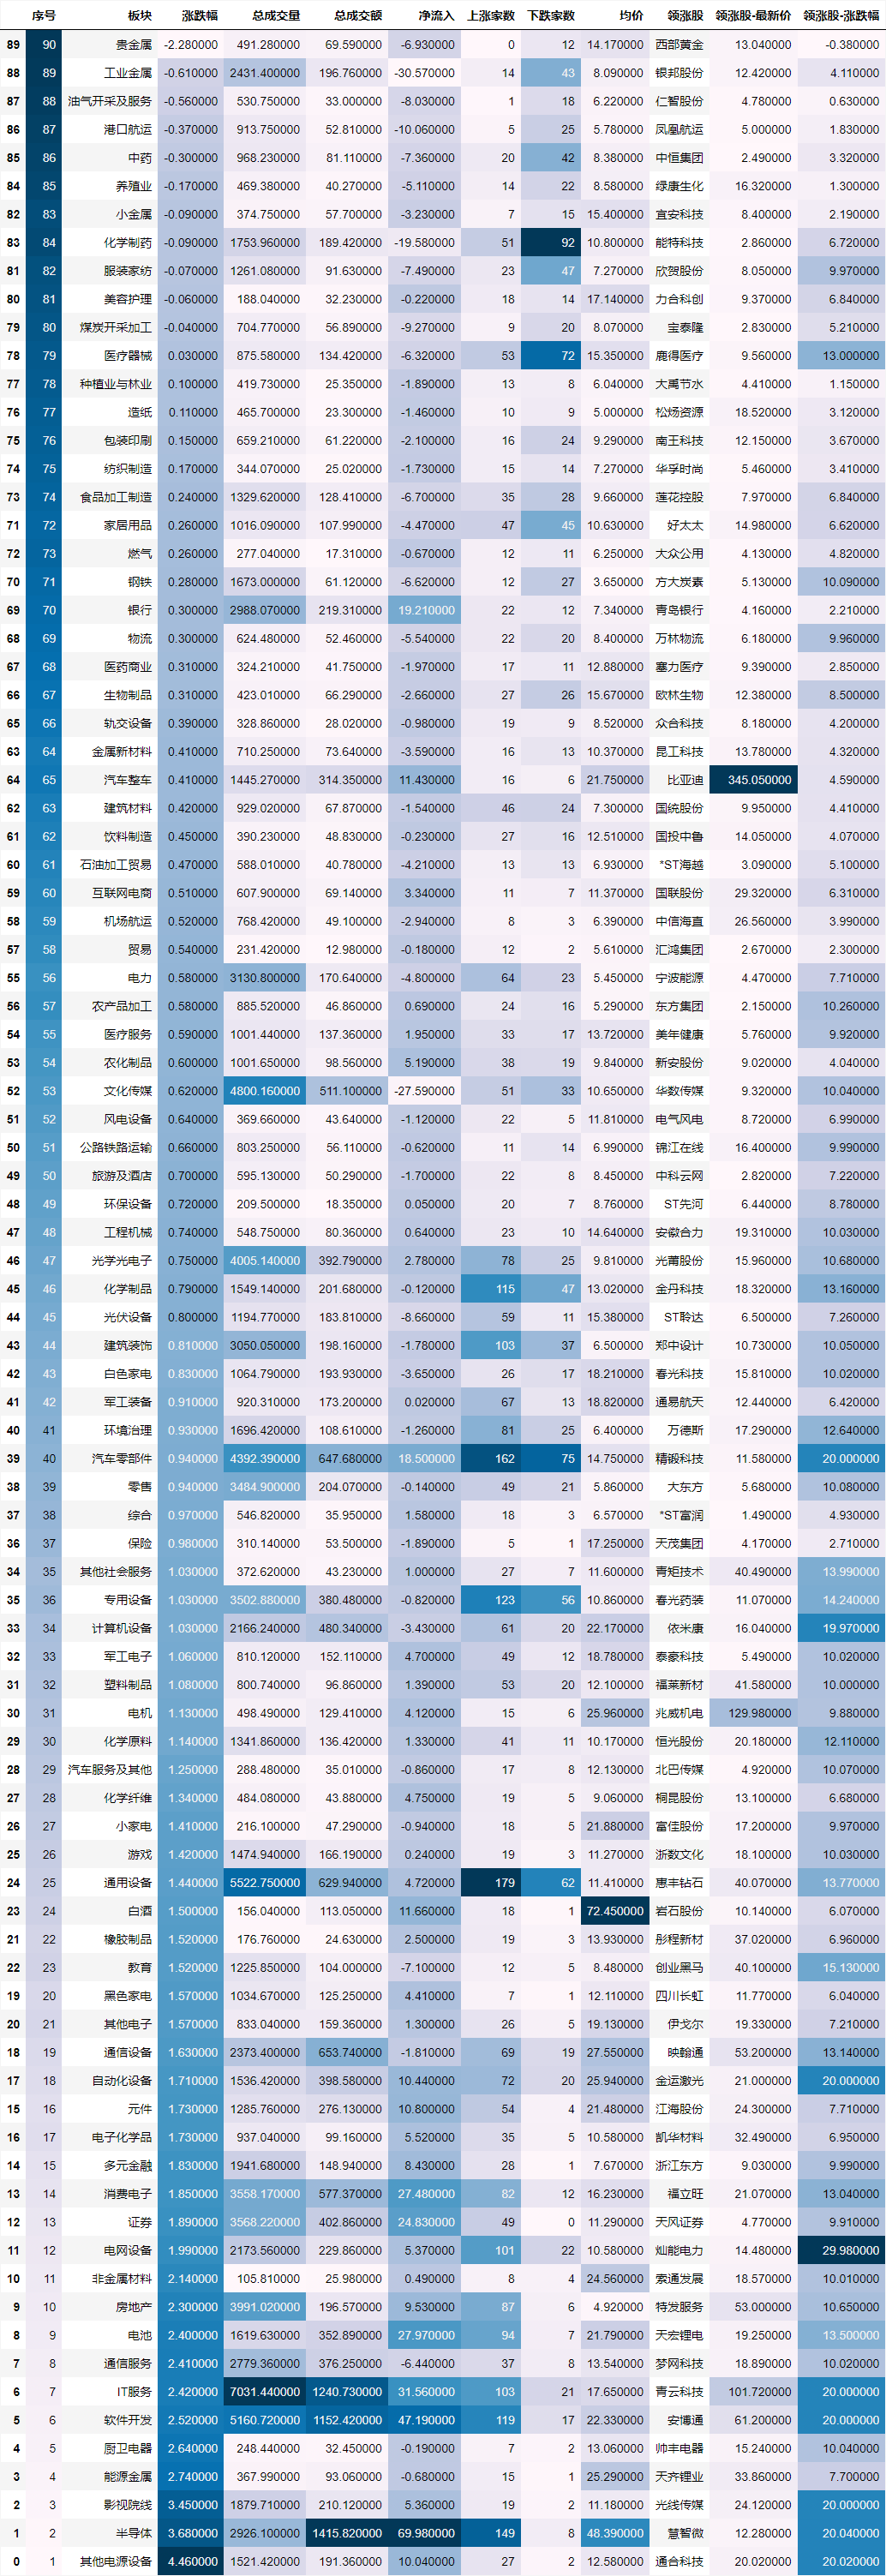 序号 板块 涨跌幅 总成交量 总成交额 净流入 上涨家数 下跌家数 均价 领涨股 领涨股-最新价 领涨股-涨跌幅
89 90 贵金属 -2.280000 491.280000 69.590000 -6.930000 0 12 14.170000 西部黄金 13.040000 -0.380000
88 89 工业金属 -0.610000 2431.400000 196.760000 -30.570000 14 43 8.090000 银邦股份 12.420000 4.110000
87 88 油气开采及服务 -0.560000 530.750000 33.000000 -8.030000 1 18 6.220000 仁智股份 4.780000 0.630000
86 87 港口航运 -0.370000 913.750000 52.810000 -10.060000 5 25 5.780000 凤凰航运 5.000000 1.830000
85 86 中药 -0.300000 968.230000 81.110000 -7.360000 20 42 8.380000 中恒集团 2.490000 3.320000
84 85 养殖业 -0.170000 469.380000 40.270000 -5.110000 14 22 8.580000 绿康生化 16.320000 1.300000
82 83 小金属 -0.090000 374.750000 57.700000 -3.230000 7 15 15.400000 宜安科技 8.400000 2.190000
83 84 化学制药 -0.090000 1753.960000 189.420000 -19.580000 51 92 10.800000 能特科技 2.860000 6.720000
81 82 服装家纺 -0.070000 1261.080000 91.630000 -7.490000 23 47 7.270000 欣贺股份 8.050000 9.970000
80 81 美容护理 -0.060000 188.040000 32.230000 -0.220000 18 14 17.140000 力合科创 9.370000 6.840000
79 80 煤炭开采加工 -0.040000 704.770000 56.890000 -9.270000 9 20 8.070000 宝泰隆 2.830000 5.210000
78 79 医疗器械 0.030000 875.580000 134.420000 -6.320000 53 72 15.350000 鹿得医疗 9.560000 13.000000
77 78 种植业与林业 0.100000 419.730000 25.350000 -1.890000 13 8 6.040000 大禹节水 4.410000 1.150000
76 77 造纸 0.110000 465.700000 23.300000 -1.460000 10 9 5.000000 松炀资源 18.520000 3.120000
75 76 包装印刷 0.150000 659.210000 61.220000 -2.100000 16 24 9.290000 南王科技 12.150000 3.670000
74 75 纺织制造 0.170000 344.070000 25.020000 -1.730000 15 14 7.270000 华孚时尚 5.460000 3.410000
73 74 食品加工制造 0.240000 1329.620000 128.410000 -6.700000 35 28 9.660000 莲花控股 7.970000 6.840000
71 72 家居用品 0.260000 1016.090000 107.990000 -4.470000 47 45 10.630000 好太太 14.980000 6.620000
72 73 燃气 0.260000 277.040000 17.310000 -0.670000 12 11 6.250000 大众公用 4.130000 4.820000
70 71 钢铁 0.280000 1673.000000 61.120000 -6.620000 12 27 3.650000 方大炭素 5.130000 10.090000
69 70 银行 0.300000 2988.070000 219.310000 19.210000 22 12 7.340000 青岛银行 4.160000 2.210000
68 69 物流 0.300000 624.480000 52.460000 -5.540000 22 20 8.400000 万林物流 6.180000 9.960000
67 68 医药商业 0.310000 324.210000 41.750000 -1.970000 17 11 12.880000 塞力医疗 9.390000 2.850000
66 67 生物制品 0.310000 423.010000 66.290000 -2.660000 27 26 15.670000 欧林生物 12.380000 8.500000
65 66 轨交设备 0.390000 328.860000 28.020000 -0.980000 19 9 8.520000 众合科技 8.180000 4.200000
63 64 金属新材料 0.410000 710.250000 73.640000 -3.590000 16 13 10.370000 昆工科技 13.780000 4.320000
64 65 汽车整车 0.410000 1445.270000 314.350000 11.430000 16 6 21.750000 比亚迪 345.050000 4.590000
62 63 建筑材料 0.420000 929.020000 67.870000 -1.540000 46 24 7.300000 国统股份 9.950000 4.410000
61 62 饮料制造 0.450000 390.230000 48.830000 -0.230000 27 16 12.510000 国投中鲁 14.050000 4.070000
60 61 石油加工贸易 0.470000 588.010000 40.780000 -4.210000 13 13 6.930000 *ST海越 3.090000 5.100000
59 60 互联网电商 0.510000 607.900000 69.140000 3.340000 11 7 11.370000 国联股份 29.320000 6.310000
58 59 机场航运 0.520000 768.420000 49.100000 -2.940000 8 3 6.390000 中信海直 26.560000 3.990000
57 58 贸易 0.540000 231.420000 12.980000 -0.180000 12 2 5.610000 汇鸿集团 2.670000 2.300000
55 56 电力 0.580000 3130.800000 170.640000 -4.800000 64 23 5.450000 宁波能源 4.470000 7.710000
56 57 农产品加工 0.580000 885.520000 46.860000 0.690000 24 16 5.290000 东方集团 2.150000 10.260000
54 55 医疗服务 0.590000 1001.440000 137.360000 1.950000 33 17 13.720000 美年健康 5.760000 9.920000
53 54 农化制品 0.600000 1001.650000 98.560000 5.190000 38 19 9.840000 新安股份 9.020000 4.040000
52 53 文化传媒 0.620000 4800.160000 511.100000 -27.590000 51 33 10.650000 华数传媒 9.320000 10.040000
51 52 风电设备 0.640000 369.660000 43.640000 -1.120000 22 5 11.810000 电气风电 8.720000 6.990000
50 51 公路铁路运输 0.660000 803.250000 56.110000 -0.620000 11 14 6.990000 锦江在线 16.400000 9.990000
49 50 旅游及酒店 0.700000 595.130000 50.290000 -1.700000 22 8 8.450000 中科云网 2.820000 7.220000
48 49 环保设备 0.720000 209.500000 18.350000 0.050000 20 7 8.760000 ST先河 6.440000 8.780000
47 48 工程机械 0.740000 548.750000 80.360000 0.640000 23 10 14.640000 安徽合力 19.310000 10.030000
46 47 光学光电子 0.750000 4005.140000 392.790000 2.780000 78 25 9.810000 光莆股份 15.960000 10.680000
45 46 化学制品 0.790000 1549.140000 201.680000 -0.120000 115 47 13.020000 金丹科技 18.320000 13.160000
44 45 光伏设备 0.800000 1194.770000 183.810000 -8.660000 59 11 15.380000 ST聆达 6.500000 7.260000
43 44 建筑装饰 0.810000 3050.050000 198.160000 -1.780000 103 37 6.500000 郑中设计 10.730000 10.050000
42 43 白色家电 0.830000 1064.790000 193.930000 -3.650000 26 17 18.210000 春光科技 15.810000 10.020000
41 42 军工装备 0.910000 920.310000 173.200000 0.020000 67 13 18.820000 通易航天 12.440000 6.420000
40 41 环境治理 0.930000 1696.420000 108.610000 -1.260000 81 25 6.400000 万德斯 17.290000 12.640000
39 40 汽车零部件 0.940000 4392.390000 647.680000 18.500000 162 75 14.750000 精锻科技 11.580000 20.000000
38 39 零售 0.940000 3484.900000 204.070000 -0.140000 49 21 5.860000 大东方 5.680000 10.080000
37 38 综合 0.970000 546.820000 35.950000 1.580000 18 3 6.570000 *ST富润 1.490000 4.930000
36 37 保险 0.980000 310.140000 53.500000 -1.890000 5 1 17.250000 天茂集团 4.170000 2.710000
34 35 其他社会服务 1.030000 372.620000 43.230000 1.000000 27 7 11.600000 青矩技术 40.490000 13.990000
35 36 专用设备 1.030000 3502.880000 380.480000 -0.820000 123 56 10.860000 春光药装 11.070000 14.240000
33 34 计算机设备 1.030000 2166.240000 480.340000 -3.430000 61 20 22.170000 依米康 16.040000 19.970000
32 33 军工电子 1.060000 810.120000 152.110000 4.700000 49 12 18.780000 泰豪科技 5.490000 10.020000
31 32 塑料制品 1.080000 800.740000 96.860000 1.390000 53 20 12.100000 福莱新材 41.580000 10.000000
30 31 电机 1.130000 498.490000 129.410000 4.120000 15 6 25.960000 兆威机电 129.980000 9.880000
29 30 化学原料 1.140000 1341.860000 136.420000 1.330000 41 11 10.170000 恒光股份 20.180000 12.110000
28 29 汽车服务及其他 1.250000 288.480000 35.010000 -0.860000 17 8 12.130000 北巴传媒 4.920000 10.070000
27 28 化学纤维 1.340000 484.080000 43.880000 4.750000 19 5 9.060000 桐昆股份 13.100000 6.680000
26 27 小家电 1.410000 216.100000 47.290000 -0.940000 18 5 21.880000 富佳股份 17.200000 9.970000
25 26 游戏 1.420000 1474.940000 166.190000 0.240000 19 3 11.270000 浙数文化 18.100000 10.030000
24 25 通用设备 1.440000 5522.750000 629.940000 4.720000 179 62 11.410000 惠丰钻石 40.070000 13.770000
23 24 白酒 1.500000 156.040000 113.050000 11.660000 18 1 72.450000 岩石股份 10.140000 6.070000
21 22 橡胶制品 1.520000 176.760000 24.630000 2.500000 19 3 13.930000 彤程新材 37.020000 6.960000
22 23 教育 1.520000 1225.850000 104.000000 -7.100000 12 5 8.480000 创业黑马 40.100000 15.130000
19 20 黑色家电 1.570000 1034.670000 125.250000 4.410000 7 1 12.110000 四川长虹 11.770000 6.040000
20 21 其他电子 1.570000 833.040000 159.360000 1.300000 26 5 19.130000 伊戈尔 19.330000 7.210000
18 19 通信设备 1.630000 2373.400000 653.740000 -1.810000 69 19 27.550000 映翰通 53.200000 13.140000
17 18 自动化设备 1.710000 1536.420000 398.580000 10.440000 72 20 25.940000 金运激光 21.000000 20.000000
15 16 元件 1.730000 1285.760000 276.130000 10.800000 54 4 21.480000 江海股份 24.300000 7.710000
16 17 电子化学品 1.730000 937.040000 99.160000 5.520000 35 5 10.580000 凯华材料 32.490000 6.950000
14 15 多元金融 1.830000 1941.680000 148.940000 8.430000 28 1 7.670000 浙江东方 9.030000 9.990000
13 14 消费电子 1.850000 3558.170000 577.370000 27.480000 82 12 16.230000 福立旺 21.070000 13.040000
12 13 证券 1.890000 3568.220000 402.860000 24.830000 49 0 11.290000 天风证券 4.770000 9.910000
11 12 电网设备 1.990000 2173.560000 229.860000 5.370000 101 22 10.580000 灿能电力 14.480000 29.980000
10 11 非金属材料 2.140000 105.810000 25.980000 0.490000 8 4 24.560000 索通发展 18.570000 10.010000
9 10 房地产 2.300000 3991.020000 196.570000 9.530000 87 6 4.920000 特发服务 53.000000 10.650000
8 9 电池 2.400000 1619.630000 352.890000 27.970000 94 7 21.790000 天宏锂电 19.250000 13.500000
7 8 通信服务 2.410000 2779.360000 376.250000 -6.440000 37 8 13.540000 梦网科技 18.890000 10.020000
6 7 IT服务 2.420000 7031.440000 1240.730000 31.560000 103 21 17.650000 青云科技 101.720000 20.000000
5 6 软件开发 2.520000 5160.720000 1152.420000 47.190000 119 17 22.330000 安博通 61.200000 20.000000
4 5 厨卫电器 2.640000 248.440000 32.450000 -0.190000 7 2 13.060000 帅丰电器 15.240000 10.040000
3 4 能源金属 2.740000 367.990000 93.060000 -0.680000 15 1 25.290000 天齐锂业 33.860000 7.700000
2 3 影视院线 3.450000 1879.710000 210.120000 5.360000 19 2 11.180000 光线传媒 24.120000 20.000000
1 2 半导体 3.680000 2926.100000 1415.820000 69.980000 149 8 48.390000 慧智微 12.280000 20.040000
0 1 其他电源设备 4.460000 1521.420000 191.360000 10.040000 27 2 12.580000 通合科技 20.020000 20.020000